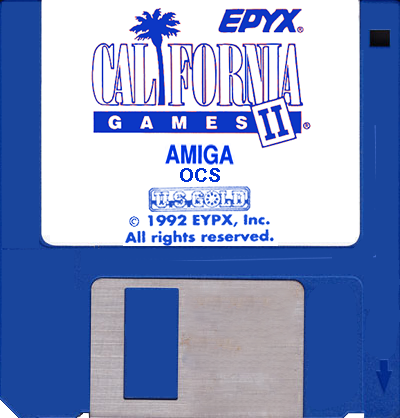 EPYX®
CALIFORNIA
GAMES II®
AMIGA
OCS
U.S. GOLD
© 1992 EYPX, Inc.
All rights reserved.